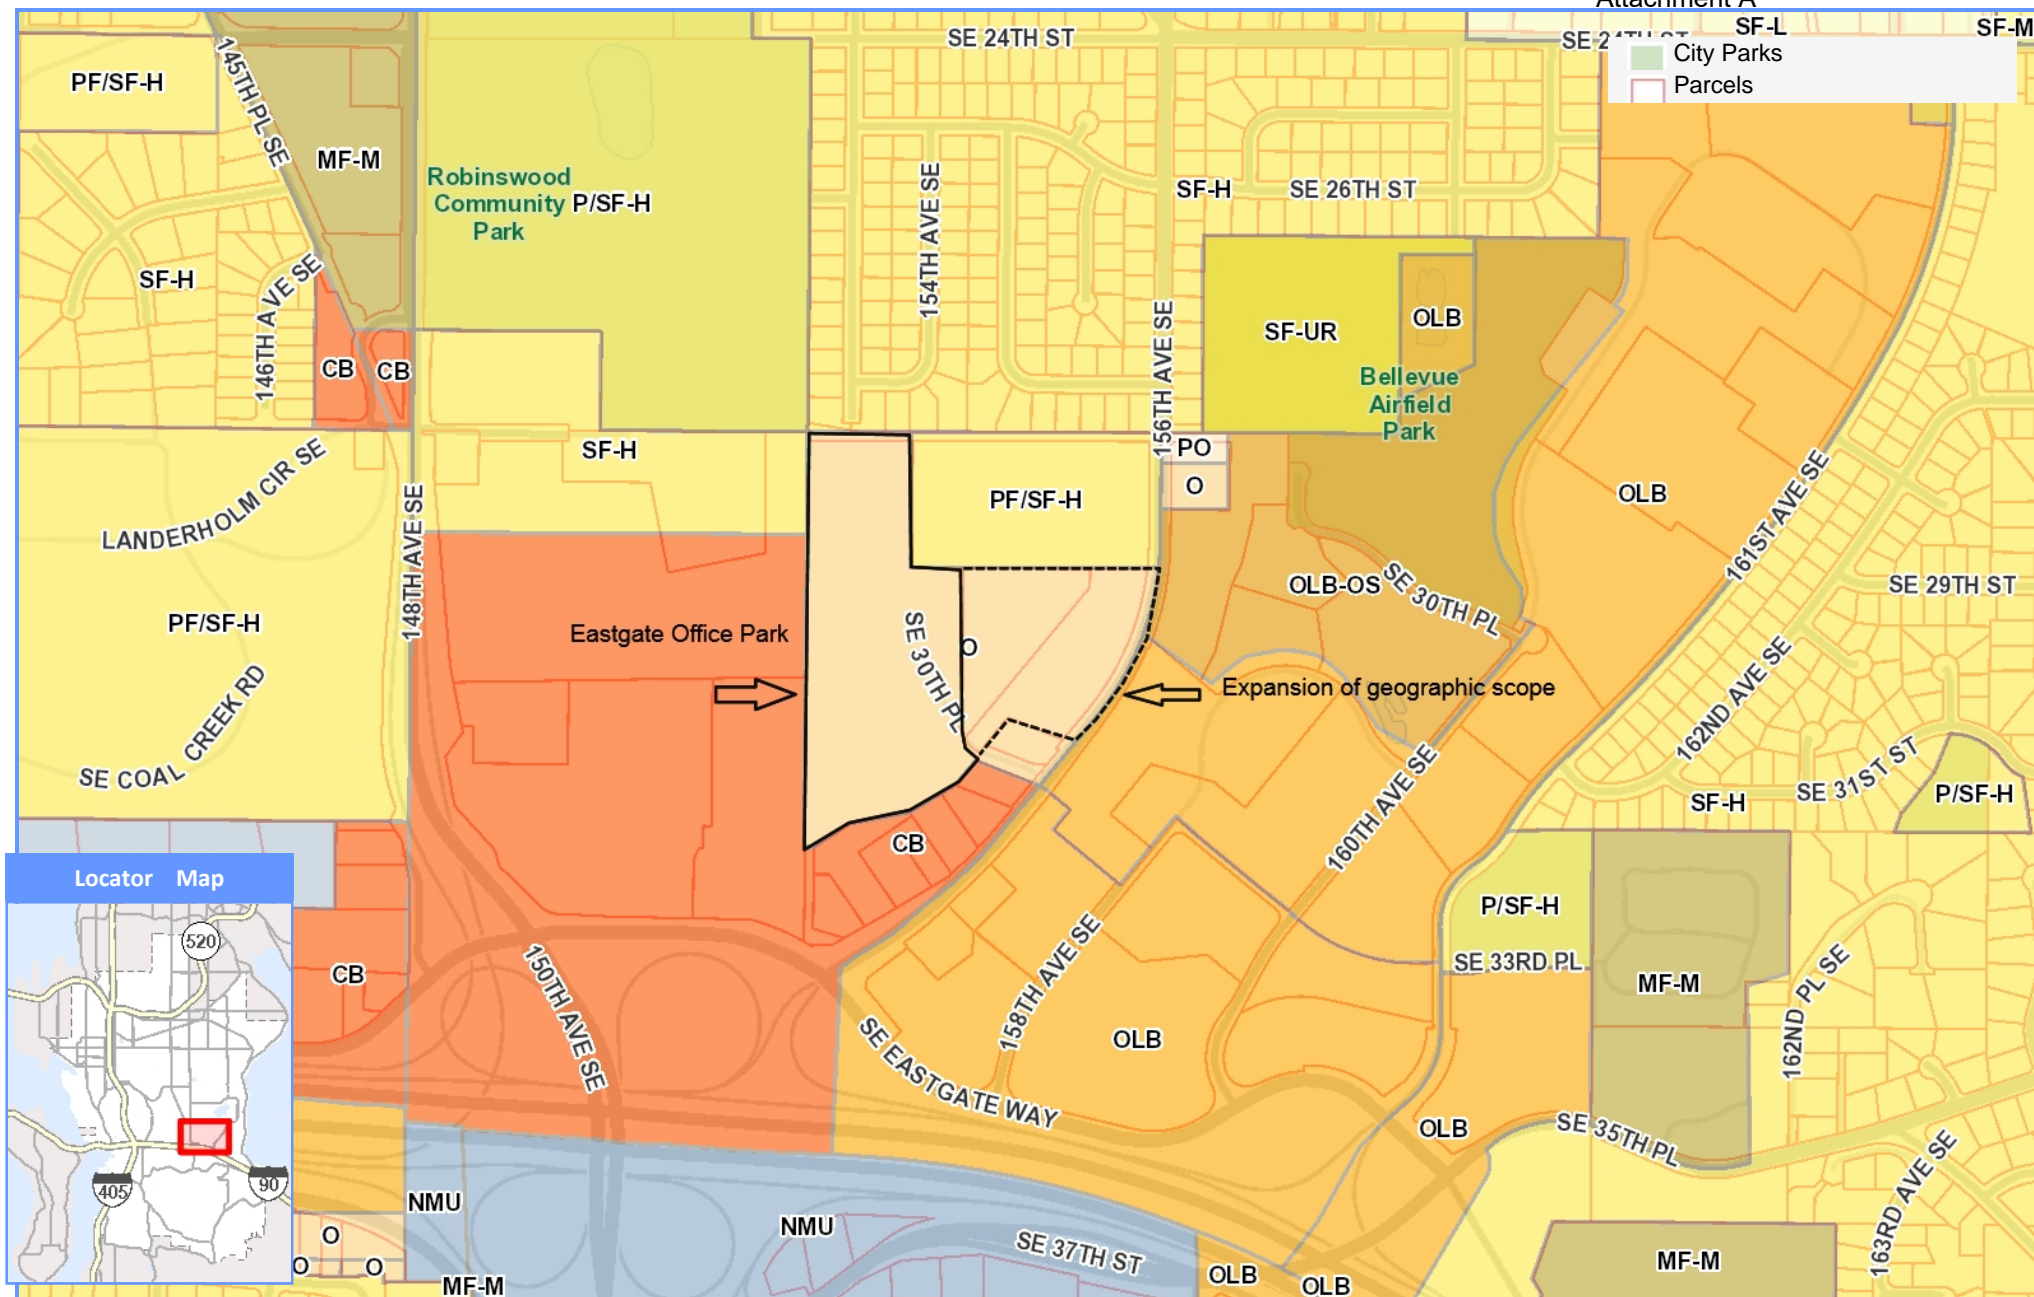 Attachment A
SE 24TH ST
SE 24TH ST
SF-L
SF-M
City Parks
Parcels
PF/SF-H
145TH PL SE
MF-M
Robinswood
Community
Park
P/SF-H
154TH AVE SE
SF-H
SE 26TH ST
SF-H
146TH AVE SE
CB
CB
156TH AVE SE
SF-UR
OLB
Bellevue
Airfield
Park
SF-H
PO
O
PF/SF-H
OLB
LANDERHOLM CIR SE
148TH AVE SE
161ST AVE SE
PF/SF-H
Eastgate Office Park
SE 30TH PL
O
OLB-OS
SE 30TH PL
SE 29TH ST
Expansion of geographic scope
162ND AVE SE
SE COAL CREEK RD
SF-H
SE 31ST ST
P/SF-H
CB
160TH AVE SE
Locator Map
P/SF-H
520
CB
150TH AVE SE
158TH AVE SE
SE 33RD PL
MF-M
162ND PL SE
SE EASTGATE WAY
OLB
OLB
SE 35TH PL
405
90
NMU
NMU
SE 37TH ST
163RD AVE SE
O
O
O
MF-M
OLB
OLB
MF-M